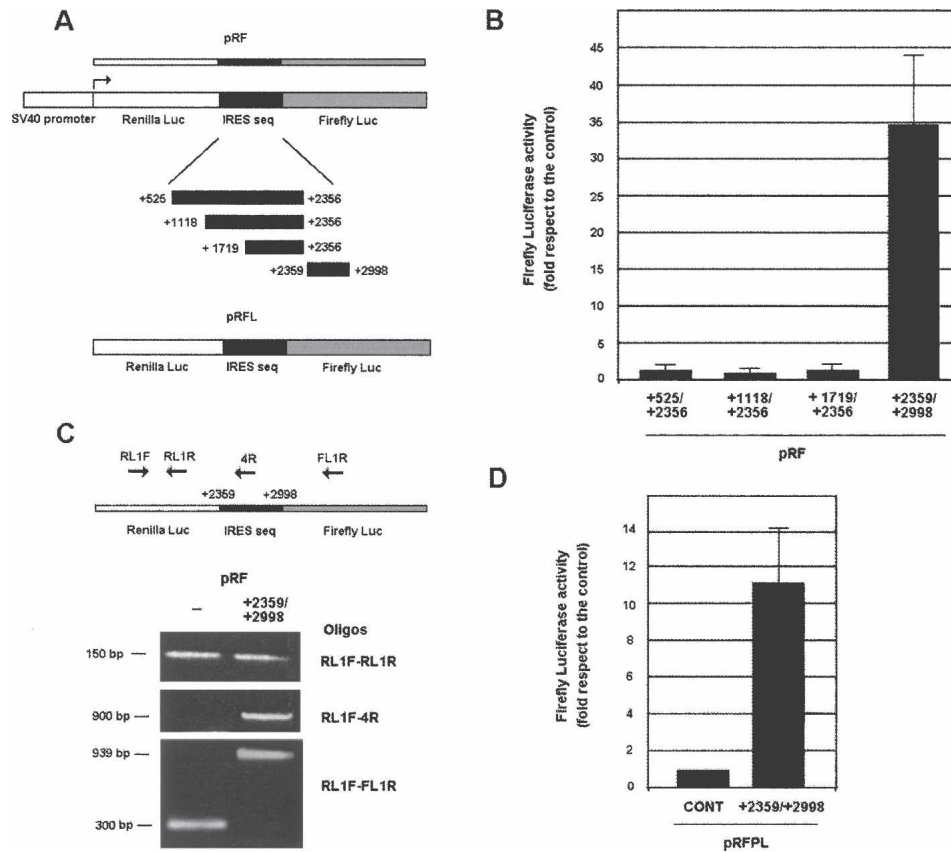 A
pRF
SV40 promoter
Renilla Luc
IRES seq
Firefly Luc
+525
+2356
+1118
+2356
+ 1719
+2356
+2359
+2998
pRFL
Renilla Luc
IRES seq
Firefly Luc
B
Firefly Luciferase activity
(fold respect to the control)
45
40
35
30
25
20
15
10
5
0
+525/
+2356
+1118/
+2356
+ 1719/
+2356
+2359/
+2998
pRF
C
RL1F
RL1R
4R
FL1R
+2359
+2998
Renilla Luc
IRES seq
Firefly Luc
pRF
–
+2359/
+2998
Oligos
150 bp
RL1F-RL1R
900 bp
RL1F-4R
939 bp
RL1F-FL1R
300 bp
D
Firefly Luciferase activity
(fold respect to the control)
14
12
10
8
6
4
2
0
CONT
+2359/+2998
pRFPL